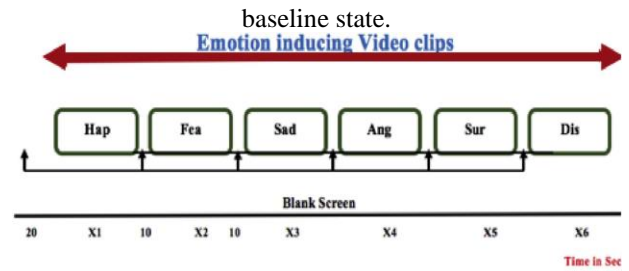 baseline state.
Emotion inducing Video clips
Hap Fea Sad Ang Sur Dis
Blank Screen
20 X1 10 X2 10 X3 X4 X5 X6
Time in Sec